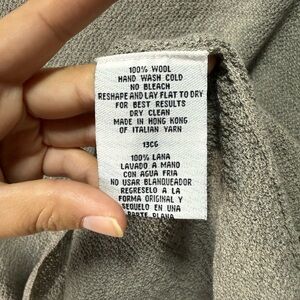 100% WOOL
HAND WASH COLD
NO BLEACH
RESHAPE AND LAY FLAT TO DRY
FOR BEST RESULTS
DRY CLEAN
MADE IN HONG KONG
OF ITALIAN YARN
13CG
100% LANA
LAVADO A MANO
CON AGUA FRIA
NO USAR BLANQUEADOR
REGRESELO A LA
FORMA ORIGINAL Y
SEQUELO EN UNA
PARTE PLANA